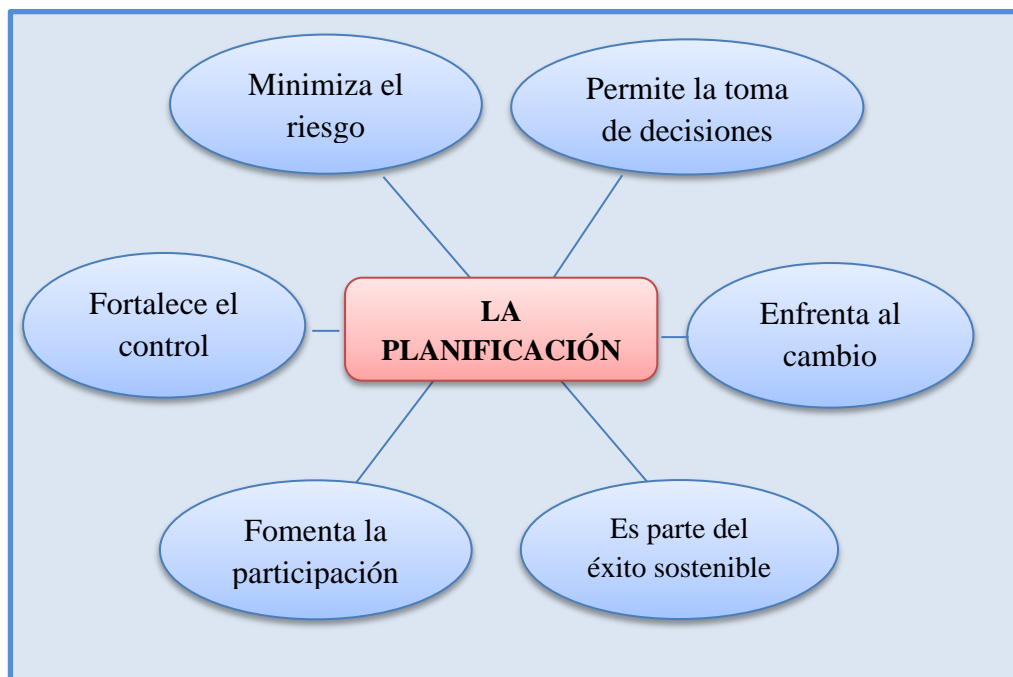 Minimiza el
riesgo
Permite la toma
de decisiones
Fortalece el
control
LA
PLANIFICACIÓN
Enfrenta al
cambio
Fomenta la
participación
Es parte del
éxito sostenible